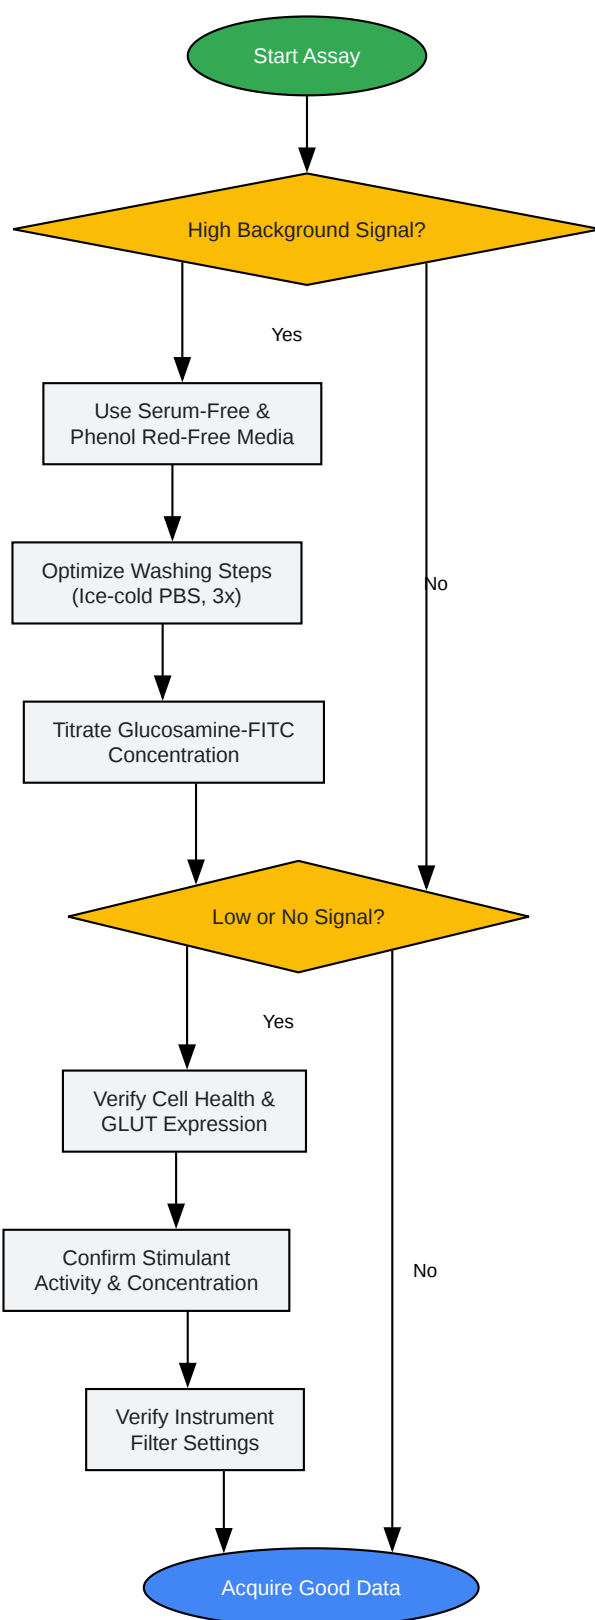 Start Assay
High Background Signal?
Yes
Use Serum-Free &
Phenol Red-Free Media
Optimize Washing Steps
(Ice-cold PBS, 3x)
No
Titrate Glucosamine-FITC
Concentration
Low or No Signal?
Yes
Verify Cell Health &
GLUT Expression
Confirm Stimulant
Activity & Concentration
No
Verify Instrument
Filter Settings
Acquire Good Data